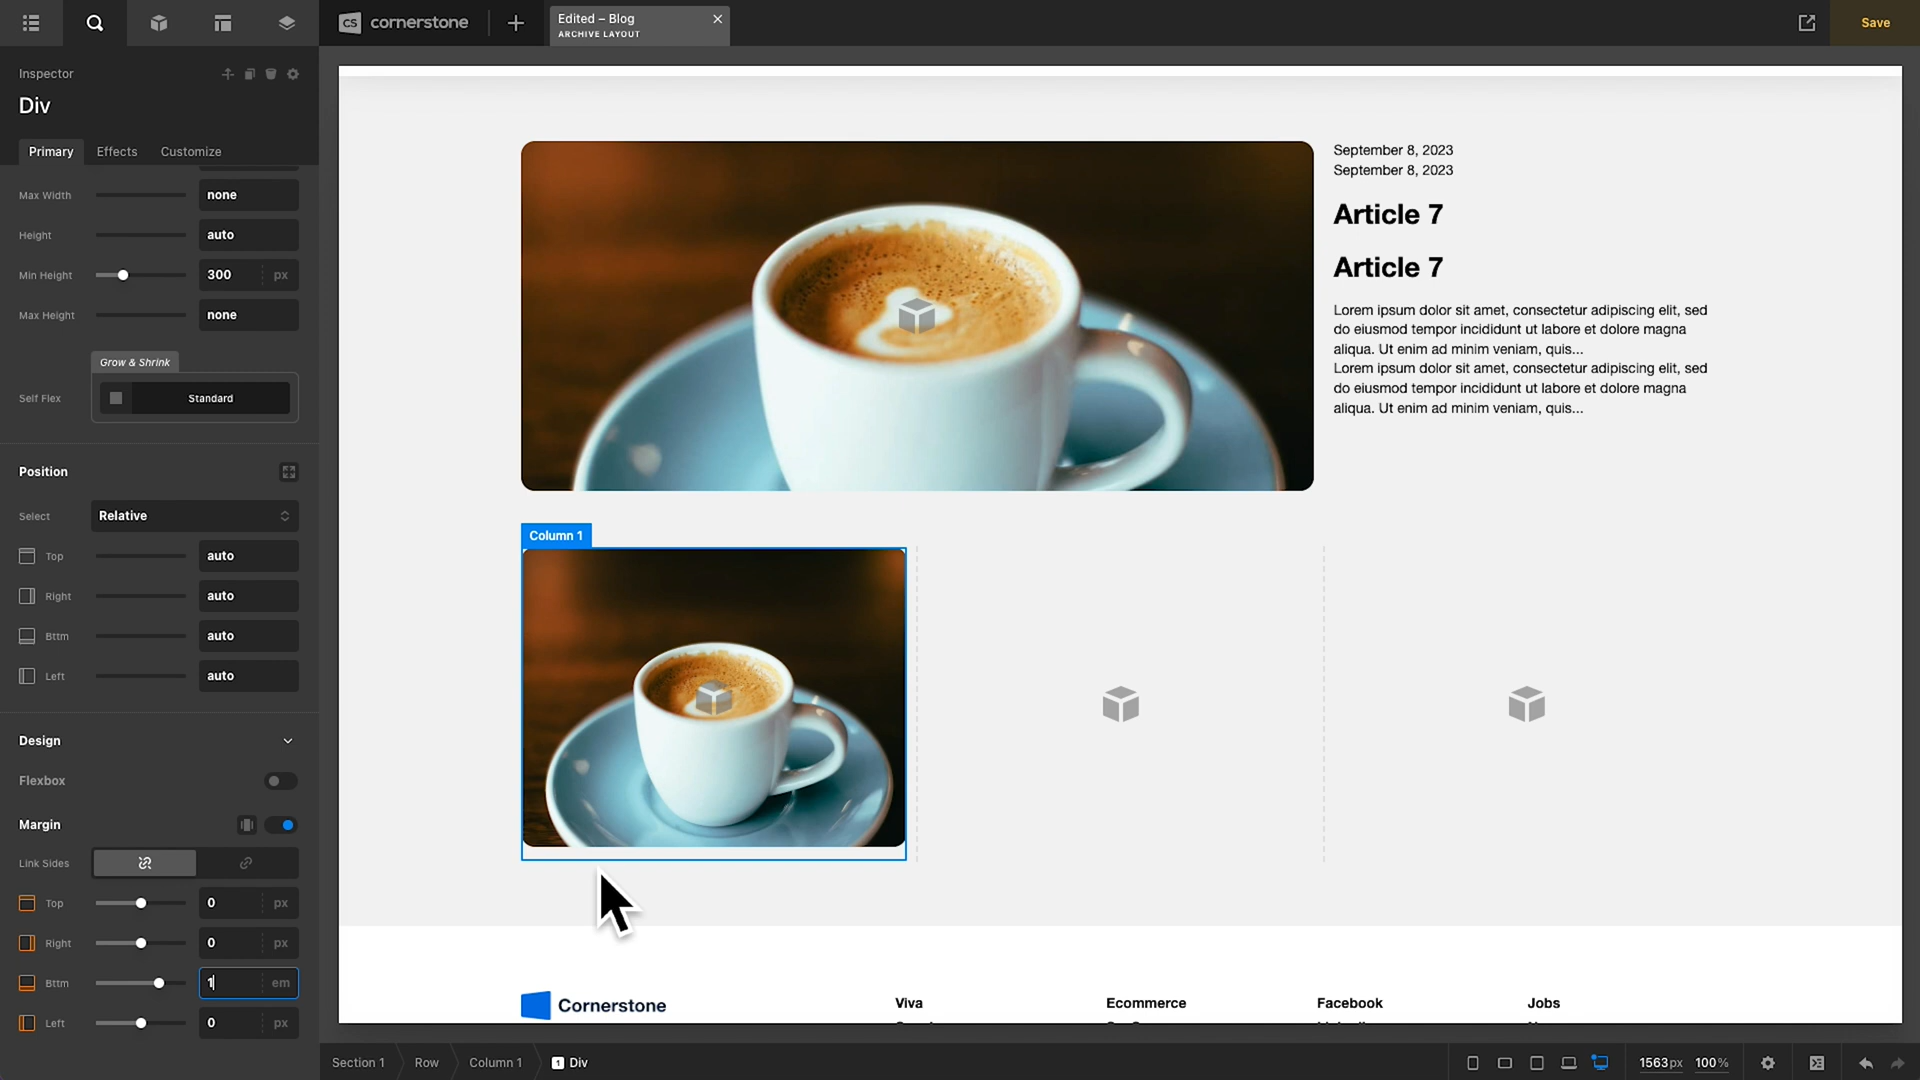 cornerstone
Edited – Blog
ARCHIVE LAYOUT
Save
Inspector
Div
Primary
Effects
Customize
Max Width
none
Height
auto
Min Height
300
px
Max Height
none
Grow & Shrink
Self Flex
Standard
Position
Select
Relative
Top
auto
Right
auto
Bttm
auto
Left
auto
Design
Flexbox
Margin
Link Sides
Top
0
px
Right
0
px
Bttm
1
em
Left
0
px
September 8, 2023
September 8, 2023
Article 7
Article 7
Lorem ipsum dolor sit amet, consectetur adipiscing elit, sed
do eiusmod tempor incididunt ut labore et dolore magna
aliqua. Ut enim ad minim veniam, quis...
Lorem ipsum dolor sit amet, consectetur adipiscing elit, sed
do eiusmod tempor incididunt ut labore et dolore magna
aliqua. Ut enim ad minim veniam, quis...
Column 1
Cornerstone
Viva
Ecommerce
Facebook
Jobs
Section 1
Row
Column 1
1 Div
1563px
100%